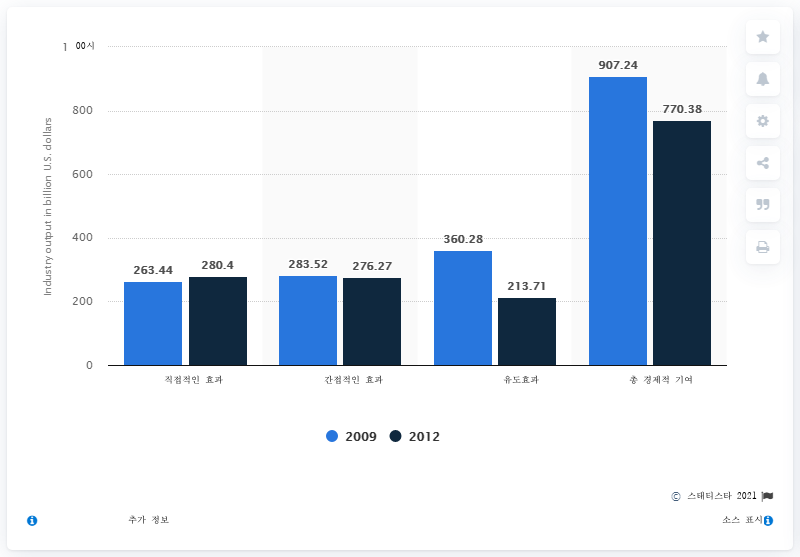 1 00시
907.24
800
770.38
600
400
360.28
283.52
276.27
263.44
280.4
213.71
200
0
Industry output in billion U.S. dollars
직접적인 효과
간접적인 효과
유도효과
총 경제적 기여
2009 2012
© 스태티스타 2021
추가 정보
소스 표시